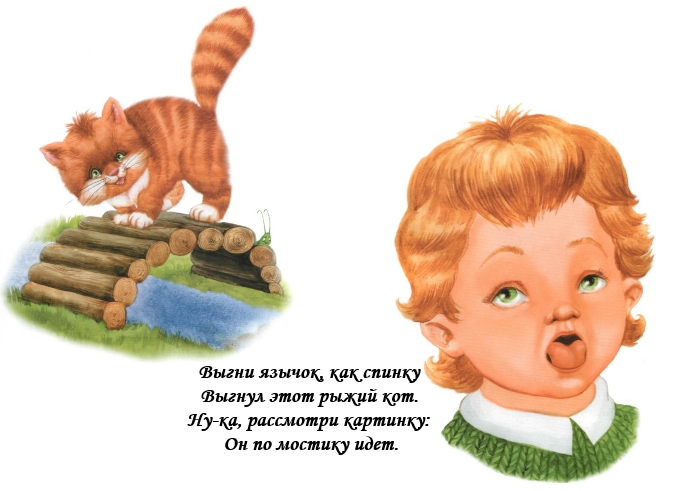 Выгни язычок, как спинку
Выгнул этот рыжий кот.
Ну-ка, рассмотри картинку:
Он по мостику идет.